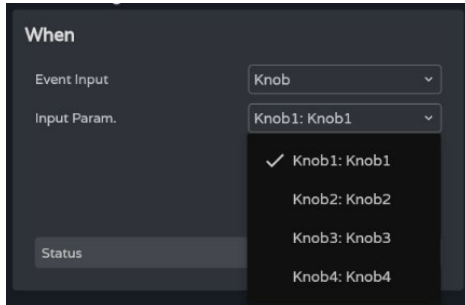 When
Event Input Knob
Input Param. Knob1: Knob1
Knob1: Knob1
Knob2: Knob2
Knob3: Knob3
Status
Knob4: Knob4